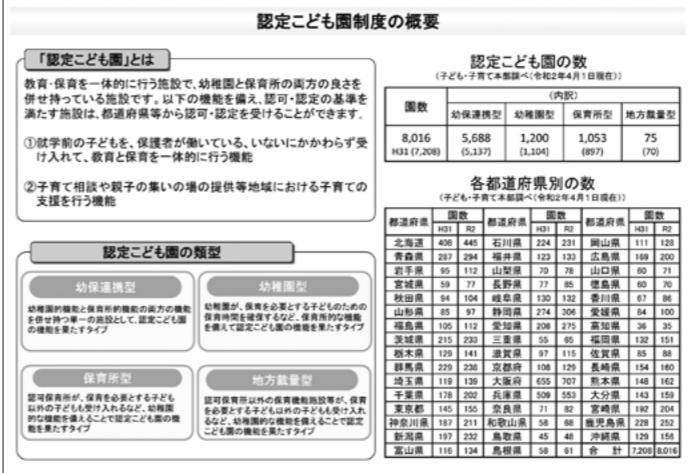 認定こども園制度の概要
「認定こども園」とは
教育・保育を一体的に行う施設で、幼稚園と保育所の両方の良さを
併せ持っている施設です。以下の機能を備え、認可・認定の基準を
満たす施設は、都道府県等から認可・認定を受けることができます。
①就学前の子どもを、保護者が働いている、いないにかかわらず受
け入れて、教育と保育を一体的に行う機能
②子育て相談や親子の集いの場の提供等地域における子育ての
支援を行う機能
認定こども園の類型
幼保連携型
幼稚園的機能と保育所的機能の両方の機能
を併せ持つ単一の施設として、認定こども園
の機能を果たすタイプ
幼稚園型
幼稚園が、保育を必要とする子どものための
保育時間を確保するなど、保育所的な機能
を備えて認定こども園の機能を果たすタイプ
保育所型
認可保育所が、保育を必要とする子ども
以外の子どもも受け入れるなど、幼稚園的
な機能を備えることで認定こども園の機
能を果たすタイプ
地方裁量型
認可保育所以外の保育機能施設等が、保育
を必要とする子ども以外の子どもも受け入れ
るなど、幼稚園的な機能を備えることで認定
こども園の機能を果たすタイプ
認定こども園の数
（子ども・子育て本部調べ（令和2年4月1日現在））
園数 （内訳）
幼保連携型 幼稚園型 保育所型 地方裁量型
8,016 5,688 1,200 1,053 75
H31 (7,208) (5,137) (1,104) (897) (70)
各都道府県別の数
（子ども・子育て本部調べ（令和2年4月1日現在））
都道府県 園数 都道府県 園数 都道府県 園数
H31 R2 H31 R2 H31 R2
北海道 408 445 石川県 224 231 岡山県 111 128
青森県 287 294 福井県 123 133 広島県 169 200
岩手県 95 112 山梨県 70 78 山口県 60 71
宮城県 59 77 長野県 77 85 徳島県 60 70
秋田県 94 104 岐阜県 130 132 香川県 67 86
山形県 85 97 静岡県 274 306 愛媛県 84 100
福島県 105 112 愛知県 208 275 高知県 36 35
茨城県 215 233 三重県 55 65 福岡県 132 151
栃木県 129 141 滋賀県 97 115 佐賀県 85 88
群馬県 229 238 京都府 108 129 長崎県 154 160
埼玉県 119 139 大阪府 655 707 熊本県 148 162
千葉県 178 202 兵庫県 509 553 大分県 143 159
東京都 145 155 奈良県 71 82 宮崎県 192 204
神奈川県 187 211 和歌山県 58 68 鹿児島県 228 252
新潟県 197 232 鳥取県 45 48 沖縄県 129 156
富山県 116 134 島根県 58 61 合 計 7,208 8,016